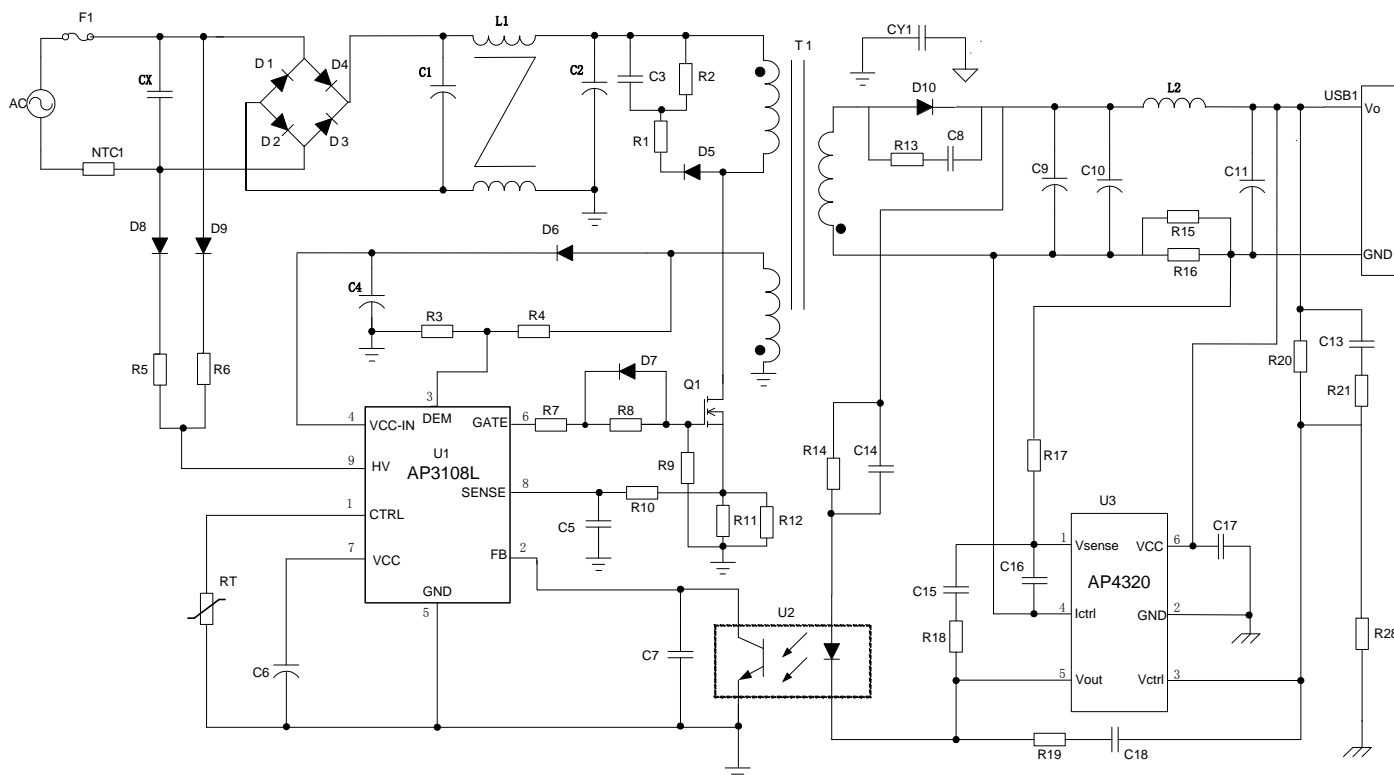 F1
L1
T1
CY1
CX
D1
D4
C1
C2
C3
R2
D10
L2
USB1
AC
Vo
D2
D3
R1
D5
R13
C8
NTC1
C9
C10
C11
D8
D9
D6
R15
GND
R16
C4
R3
R4
R5
R6
D7
Q1
R20
C13
R21
3
DEM
4
VCC-IN
GATE
6
R7
R8
U1
AP3108L
9
HV
R9
R14
C14
R17
SENSE
8
R10
R11
R12
C5
1
CTRL
U3
C17
7
VCC
FB
2
1
Vsense
VCC
6
C16
AP4320
RT
GND
5
C15
4
Ictrl
GND
2
U2
R18
R28
C6
C7
5
Vout
Vctrl
3
R19
C18